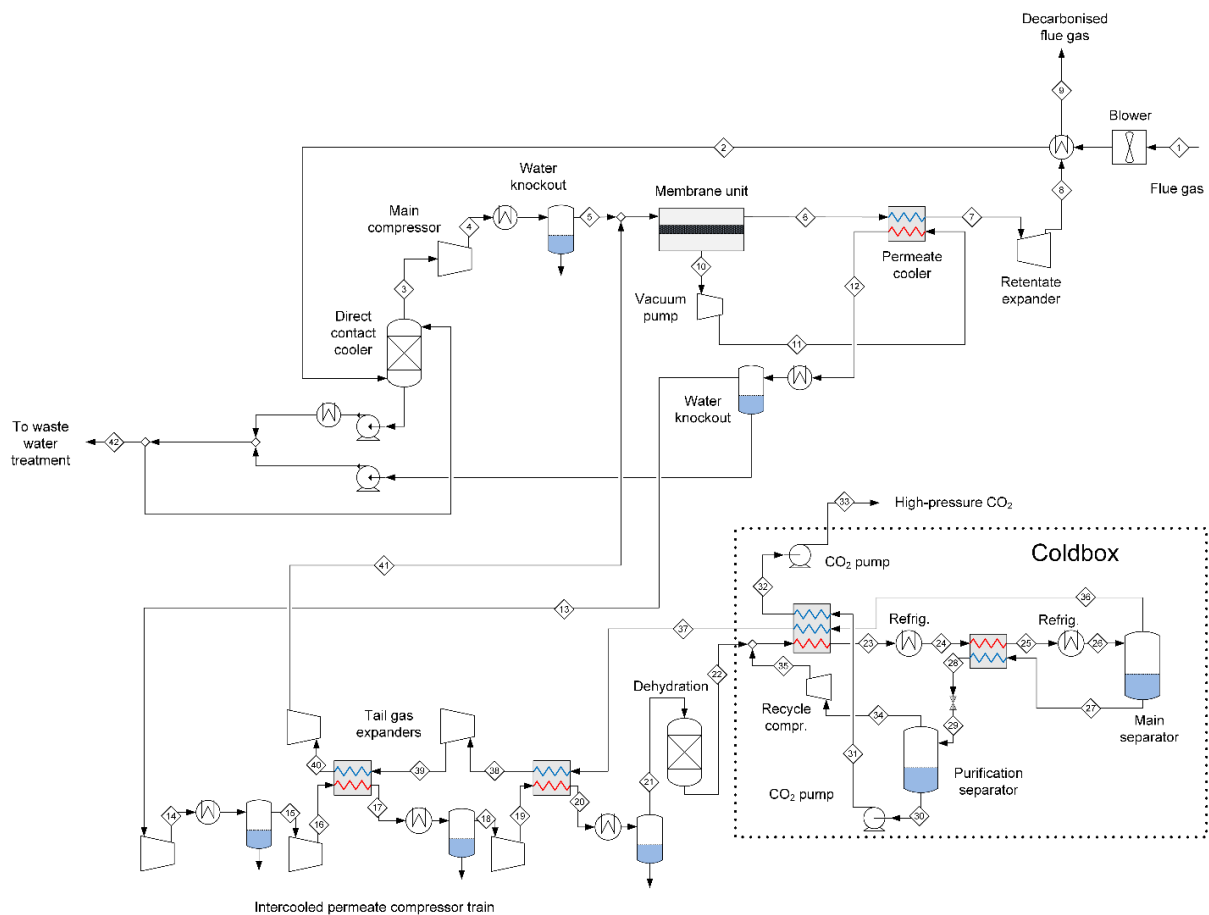 Decarbonised
flue gas
9
Blower
2
1
Flue gas
8
Water
knockout
Membrane unit
Main
compressor
4
5
6
7
Permeate
cooler
Retentate
expander
10
12
3
Vacuum
pump
11
Direct
contact
cooler
Water
knockout
To waste
water
treatment
42
33
High-pressure CO₂
Coldbox
CO₂ pump
32
41
13
36
37
Refrig.
Refrig.
23
24
25
26
28
22
35
Dehydration
Recycle
compr.
34
29
27
Main
separator
Tail gas
expanders
31
Purification
separator
40
39
38
21
CO₂ pump
30
14
15
16
17
18
19
20
Intercooled permeate compressor train